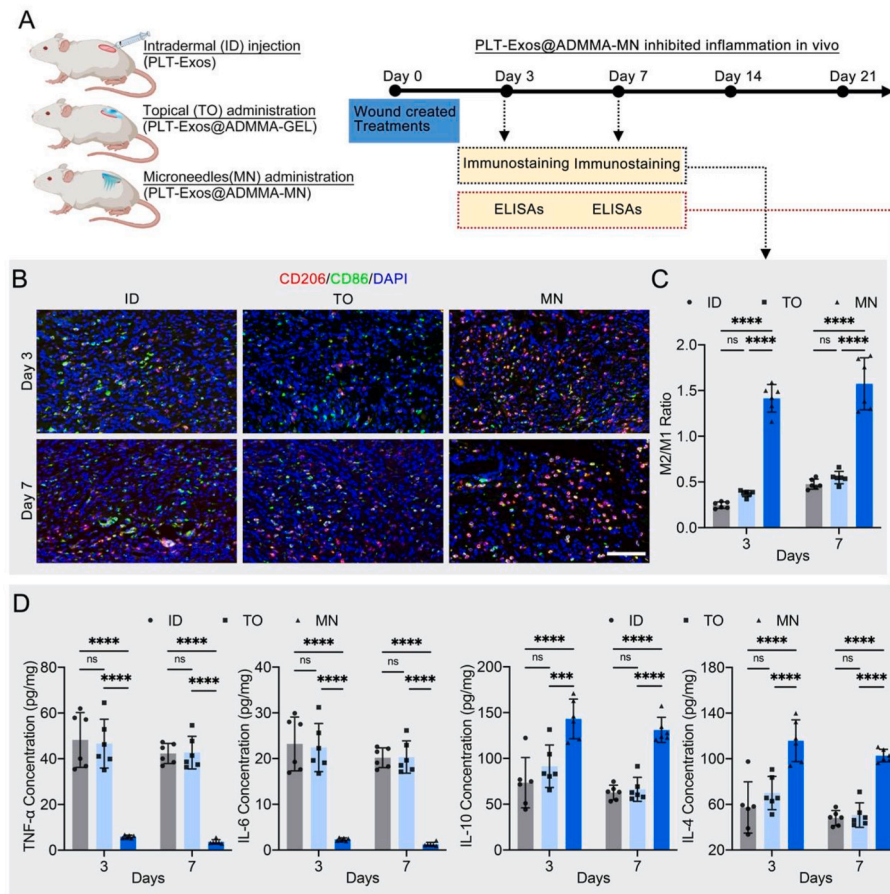 A
Intradermal (ID) injection
(PLT-Exos)
Topical (TO) administration
(PLT-Exos@ADMMA-GEL)
Microneedles(MN) administration
(PLT-Exos@ADMMA-MN)
PLT-Exos@ADMMA-MN inhibited inflammation in vivo
Day 0 Day 3 Day 7 Day 14 Day 21
Wound created
Treatments
Immunostaining Immunostaining
ELISAs ELISAs
B
CD206/CD86/DAPI
ID TO MN
Day 3
Day 7
C
ID TO MN
**** ****
ns **** ns ****
M2/M1 Ratio
2.0
1.5
1.0
0.5
0.0
3 7
Days
D
ID TO MN
**** ****
ns **** ns ****
TNF-α Concentration (pg/mg)
80
60
40
20
0
3 7
Days
**** ****
ns **** ns ****
IL-6 Concentration (pg/mg)
40
30
20
10
0
3 7
Days
ID TO MN
**** ****
ns *** ns ****
IL-10 Concentration (pg/mg)
200
150
100
50
0
3 7
Days
**** ****
ns **** ns ****
IL-4 Concentration (pg/mg)
180
140
100
60
20
3 7
Days